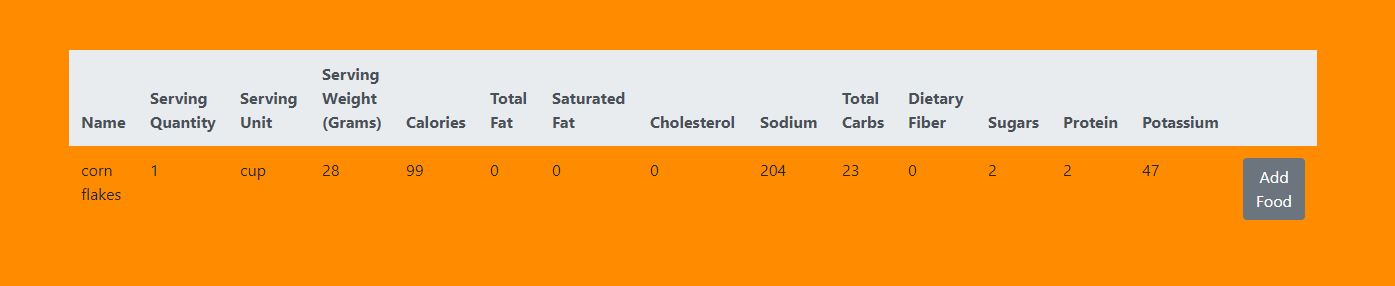 Name Serving Quantity Serving Unit Serving Weight (Grams) Calories Total Fat Saturated Fat Cholesterol Sodium Total Carbs Dietary Fiber Sugars Protein Potassium
corn flakes 1 cup 28 99 0 0 0 204 23 0 2 2 47 Add Food